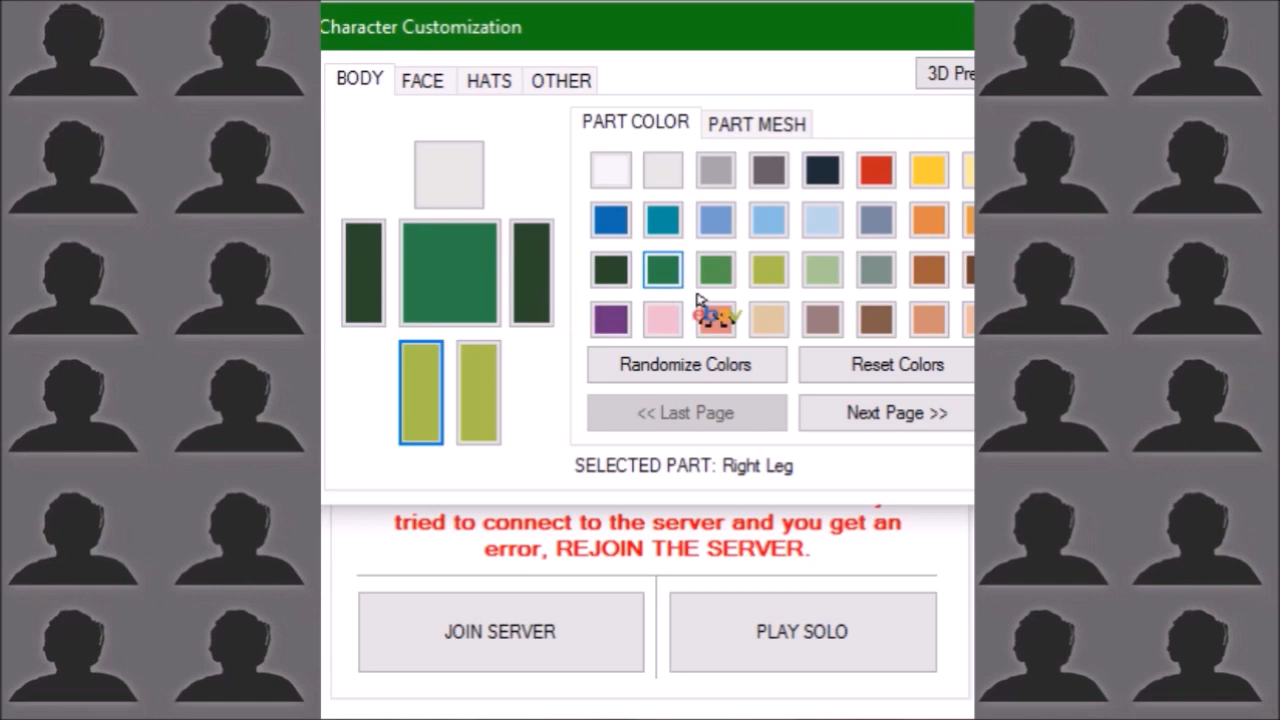 Character Customization
BODY FACE HATS OTHER
3D Pre
PART COLOR PART MESH
ebay
Randomize Colors Reset Colors
<< Last Page Next Page >>
SELECTED PART: Right Leg
tried to connect to the server and you get an
error, REJOIN THE SERVER.
JOIN SERVER PLAY SOLO